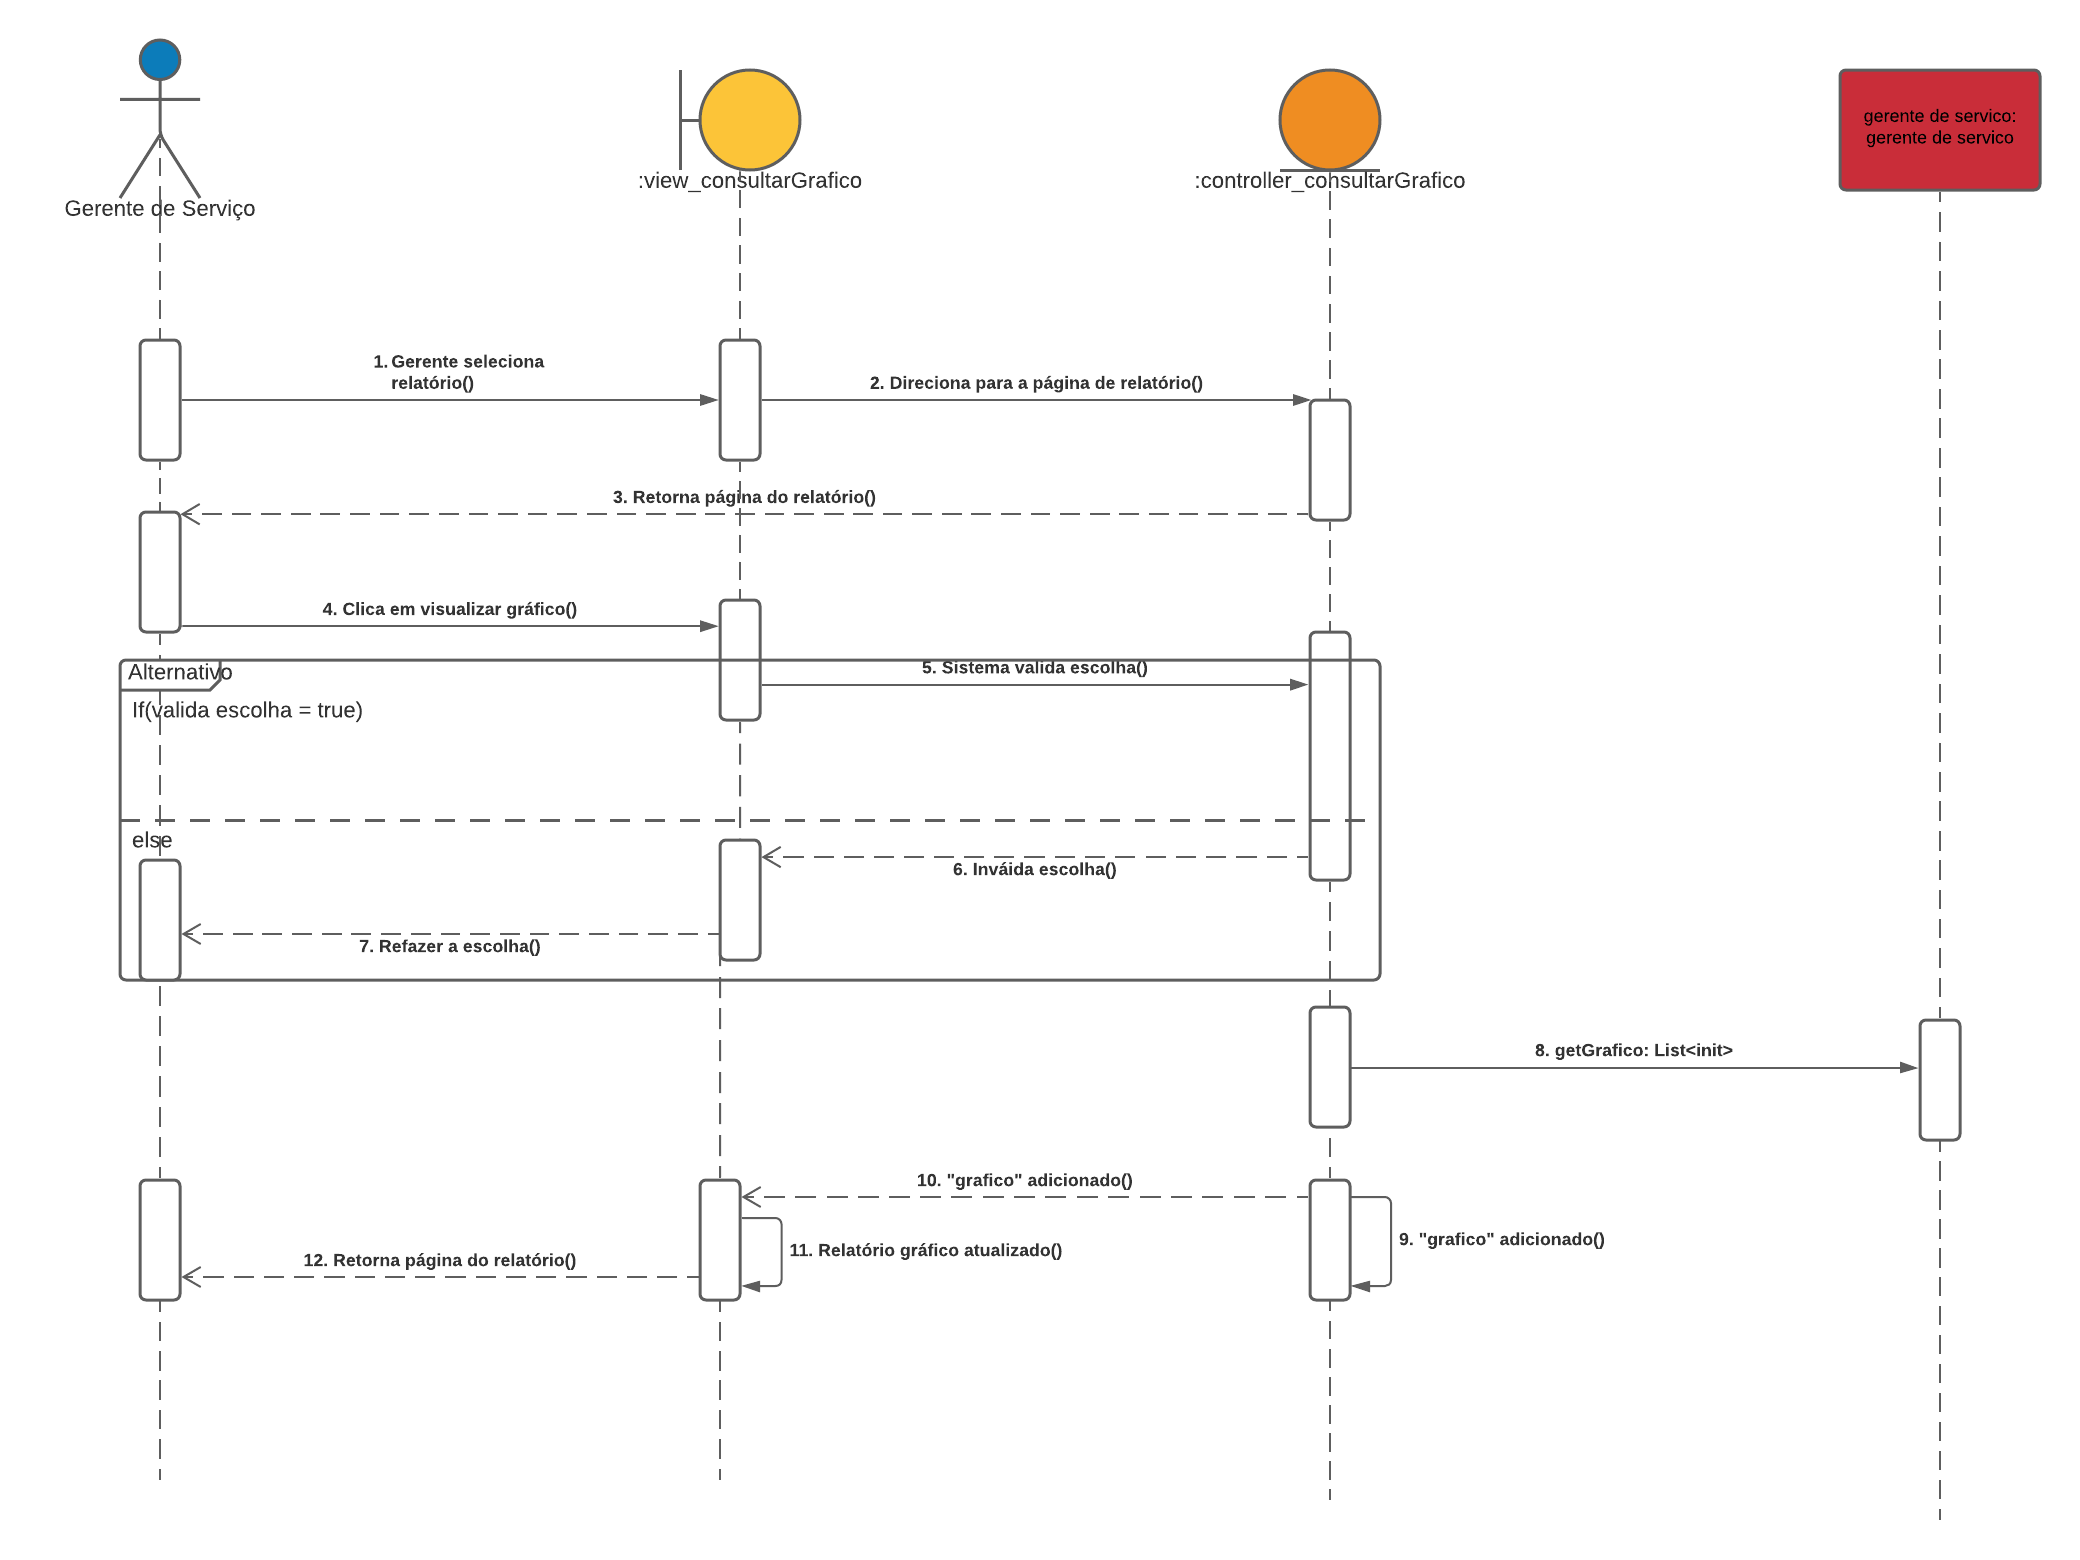 Gerente de Serviço
:view_consultarGrafico
:controller_consultarGrafico
gerente de servico:
gerente de servico
1. Gerente seleciona
relatório()
2. Direciona para a página de relatório()
3. Retorna página do relatório()
4. Clica em visualizar gráfico()
Alternativo
5. Sistema valida escolha()
If(valida escolha = true)
else
6. Inváida escolha()
7. Refazer a escolha()
8. getGrafico: List<init>
10. "grafico" adicionado()
9. "grafico" adicionado()
11. Relatório gráfico atualizado()
12. Retorna página do relatório()